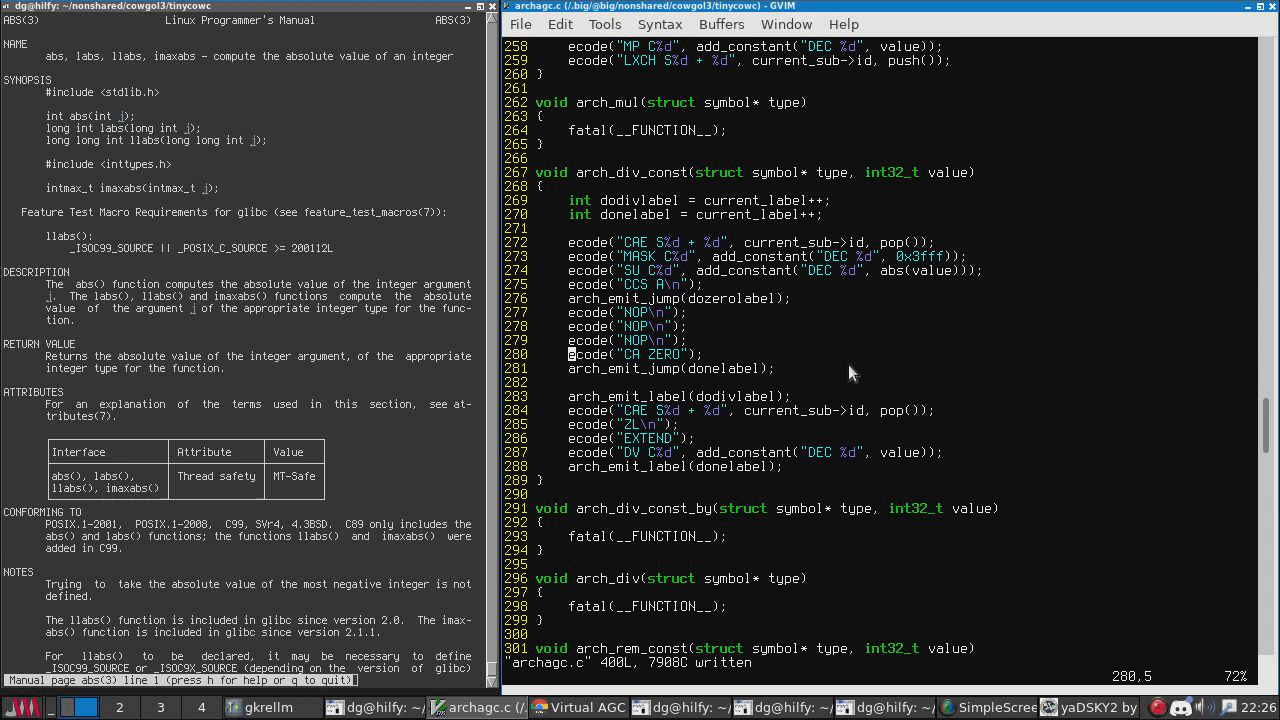 dg@hilfy: ~/nonshared/cowgol3/tinycowc
ABS(3) Linux Programmer's Manual ABS(3)
NAME
abs, labs, llabs, imaxabs - compute the absolute value of an integer
SYNOPSIS
#include <stdlib.h>
int abs(int j);
long int labs(long int j);
long long int llabs(long long int j);
#include <inttypes.h>
intmax_t imaxabs(intmax_t j);
Feature Test Macro Requirements for glibc (see feature_test_macros(7)):
llabs():
_ISOC99_SOURCE || _POSIX_C_SOURCE >= 200112L
DESCRIPTION
The abs() function computes the absolute value of the integer argument
j. The labs(), llabs() and imaxabs() functions compute the absolute
value of the argument j of the appropriate integer type for the func-
tion.
RETURN VALUE
Returns the absolute value of the integer argument, of the appropriate
integer type for the function.
ATTRIBUTES
For an explanation of the terms used in this section, see at-
tributes(7).
Interface Attribute Value
abs(), labs(), Thread safety MT-Safe
llabs(), imaxabs()
CONFORMING TO
POSIX.1-2001, POSIX.1-2008, C99, SVr4, 4.3BSD. C89 only includes the
abs() and labs() functions; the functions llabs() and imaxabs() were
added in C99.
NOTES
Trying to take the absolute value of the most negative integer is not
defined.
The llabs() function is included in glibc since version 2.0. The imax-
abs() function is included in glibc since version 2.1.1.
For llabs() to be declared, it may be necessary to define
_ISOC99_SOURCE or _ISOC9X_SOURCE (depending on the version of glibc)
Manual page abs(3) line 1 (press h for help or q to quit)
archagc.c (/.big/@big/nonshared/cowgol3/tinycowc) - GVIM
File Edit Tools Syntax Buffers Window Help
258 ecode("MP C%d", add_constant("DEC %d", value));
259 ecode("LXCH S%d + %d", current_sub->id, push());
260 }
261
262 void arch_mul(struct symbol* type)
263 {
264 fatal(__FUNCTION__);
265 }
266
267 void arch_div_const(struct symbol* type, int32_t value)
268 {
269 int dodivlabel = current_label++;
270 int donelabel = current_label++;
271
272 ecode("CAE S%d + %d", current_sub->id, pop());
273 ecode("MASK C%d", add_constant("DEC %d", 0x3fff));
274 ecode("SU C%d", add_constant("DEC %d", abs(value)));
275 ecode("CCS A\n");
276 arch_emit_jump(dozerolabel);
277 ecode("NOP\n");
278 ecode("NOP\n");
279 ecode("NOP\n");
280 ecode("CA ZERO");
281 arch_emit_jump(donelabel);
282
283 arch_emit_label(dodivlabel);
284 ecode("CAE S%d + %d", current_sub->id, pop());
285 ecode("ZL\n");
286 ecode("EXTEND");
287 ecode("DV C%d", add_constant("DEC %d", value));
288 arch_emit_label(donelabel);
289 }
290
291 void arch_div_const_by(struct symbol* type, int32_t value)
292 {
293 fatal(__FUNCTION__);
294 }
295
296 void arch_div(struct symbol* type)
297 {
298 fatal(__FUNCTION__);
299 }
300
301 void arch_rem_const(struct symbol* type, int32_t value)
"archagc.c" 400L, 7908C written
280,5 72%
2 3 4 gkrellm dg@hilfy: ~/ archagc.c (/. Virtual AGC dg@hilfy: ~/ dg@hilfy: ~/ dg@hilfy: ~/ SimpleScree yaDSKY2 by 22:26